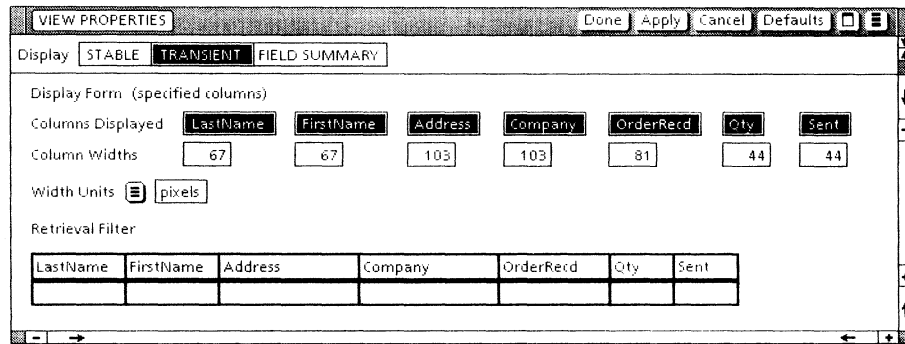 VIEW PROPERTIES Done Apply Cancel Defaults
Display STABLE TRANSIENT FIELD SUMMARY
Display Form (specified columns)
Columns Displayed LastName FirstName Address Company OrderRecd Qty Sent
Column Widths 67 67 103 103 81 44 44
Width Units pixels
Retrieval Filter
LastName FirstName Address Company OrderRecd Qty Sent